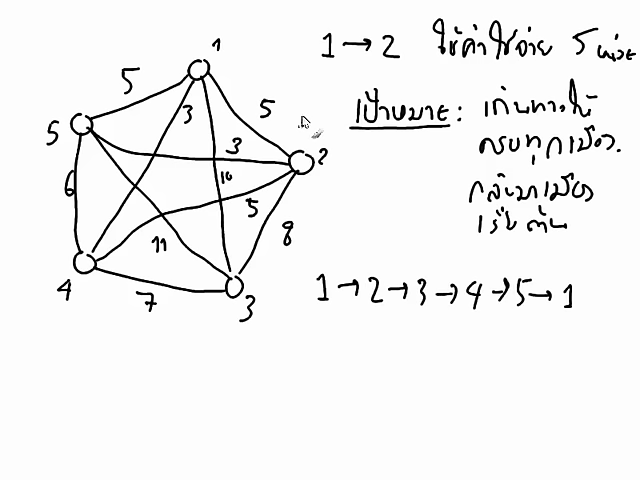 1 → 2 ใช้ค่าใช้จ่าย 5 หน่วย
เป้าหมาย: เดินทางให้
ครบทุกเมือง.
กลับมาเมือง
เริ่มต้น
1 → 2 → 3 → 4 → 5 → 1
1
5
5
3
5
3
2
6
10
5
8
11
4
7
3